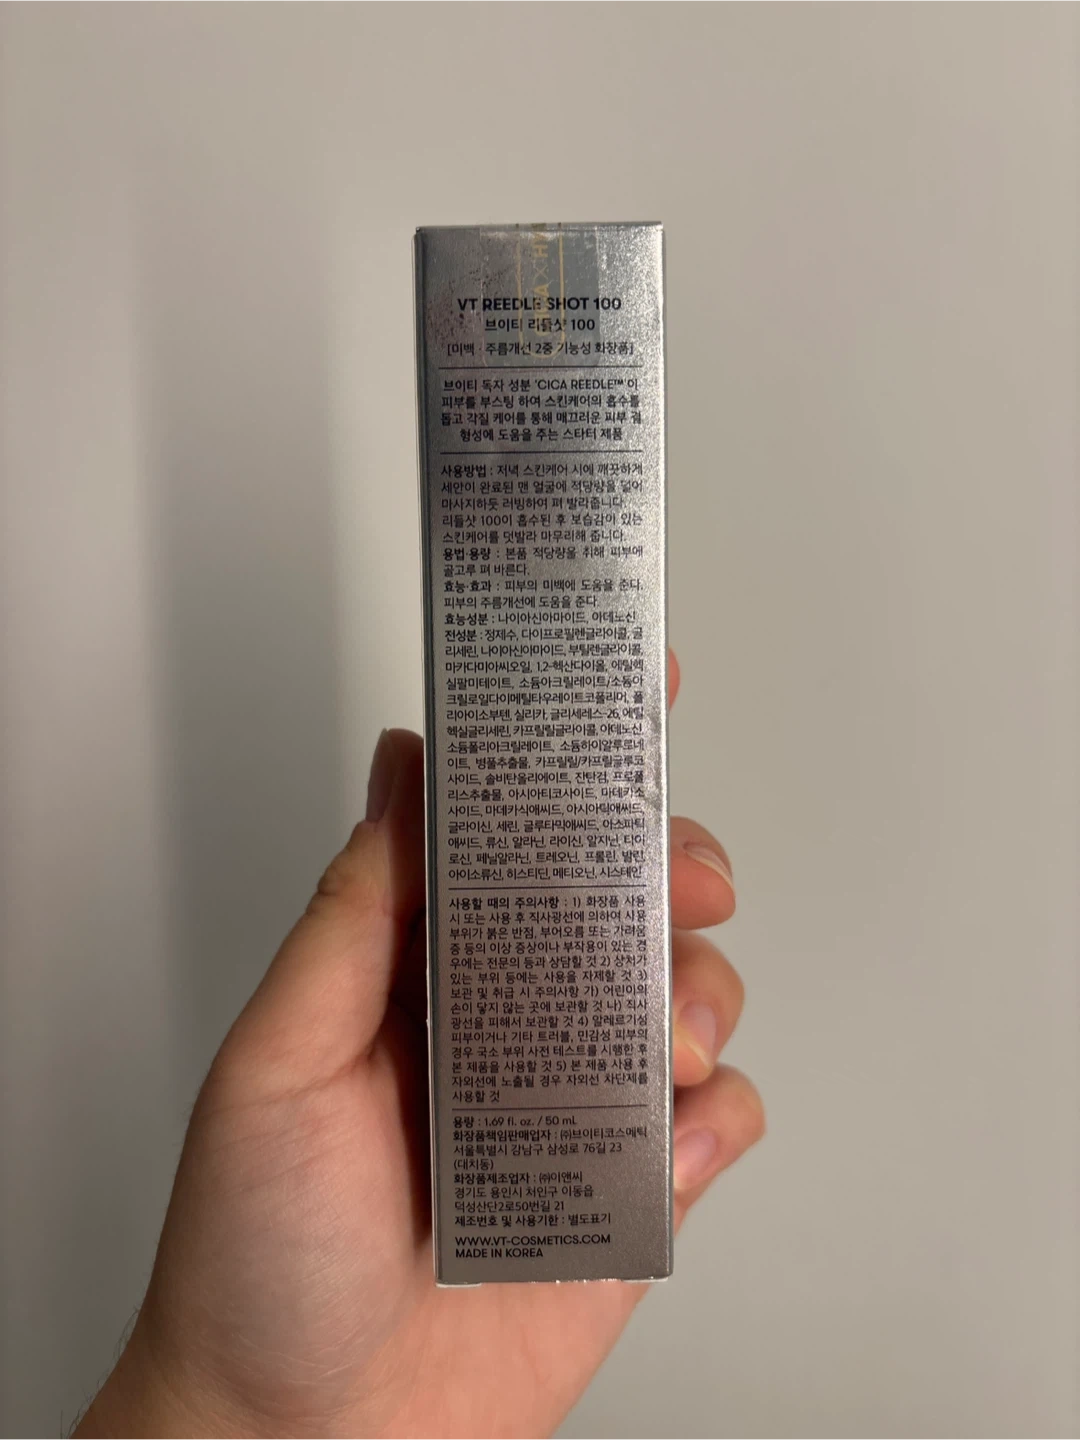 VT REEDLE SHOT 100
브이티 리들샷 100
[미백 · 주름개선 2중 기능성 화장품]
브이티 독자 성분 'CICA REEDLE™'이
피부를 부스팅 하여 스킨케어의 흡수를
돕고 각질 케어를 통해 매끄러운 피부 결
형성에 도움을 주는 스타터 제품
사용방법 : 저녁 스킨케어 시에 깨끗하게
세안이 완료된 맨 얼굴에 적당량을 덜어
마사지하듯 러빙하여 펴 발라줍니다.
리들샷 100이 흡수된 후 보습감이 있는
스킨케어를 덧발라 마무리해 줍니다.
용법·용량 : 본품 적당량을 취해 피부에
골고루 펴 바른다.
효능·효과 : 피부의 미백에 도움을 준다.
피부의 주름개선에 도움을 준다.
효능성분 : 나이아신아마이드, 아데노신
전성분 : 정제수, 다이프로필렌글라이콜, 글
리세린, 나이아신아마이드, 부틸렌글라이콜,
마카다미아씨오일, 1,2-헥산다이올, 에틸헥
실팔미테이트, 소듐아크릴레이트/소듐아
크릴로일다이메틸타우레이트코폴리머, 폴
리아이소부텐, 실리카, 글리세레스-26, 에틸
헥실글리세린, 카프릴릴글라이콜, 아데노신,
소듐폴리아크릴레이트, 소듐하이알루로네
이트, 병풀추출물, 카프릴릴/카프릴글루코
사이드, 솔비탄올리에이트, 잔탄검, 프로폴
리스추출물, 아시아티코사이드, 마데카소
사이드, 마데카식애씨드, 아시아틱애씨드,
글라이신, 세린, 글루타믹애씨드, 아스파틱
애씨드, 류신, 알라닌, 라이신, 알지닌, 타이
로신, 페닐알라닌, 트레오닌, 프롤린, 발린,
아이소류신, 히스티딘, 메티오닌, 시스테인
사용할 때의 주의사항 : 1) 화장품 사용
시 또는 사용 후 직사광선에 의하여 사용
부위가 붉은 반점, 부어오름 또는 가려움
증 등의 이상 증상이나 부작용이 있는 경
우에는 전문의 등과 상담할 것 2) 상처가
있는 부위 등에는 사용을 자제할 것 3)
보관 및 취급 시 주의사항 가) 어린이의
손이 닿지 않는 곳에 보관할 것 나) 직사
광선을 피해서 보관할 것 4) 알레르기성
피부이거나 기타 트러블, 민감성 피부의
경우 국소 부위 사전 테스트를 시행한 후
본 제품을 사용할 것 5) 본 제품 사용 후
자외선에 노출될 경우 자외선 차단제를
사용할 것
용량 : 1.69 fl. oz. / 50 mL
화장품책임판매업자 : ㈜브이티코스메틱
서울특별시 강남구 삼성로 76길 23
(대치동)
화장품제조업자 : ㈜이앤씨
경기도 용인시 처인구 이동읍
덕성산단2로50번길 21
제조번호 및 사용기한 : 별도표기
WWW.VT-COSMETICS.COM
MADE IN KOREA